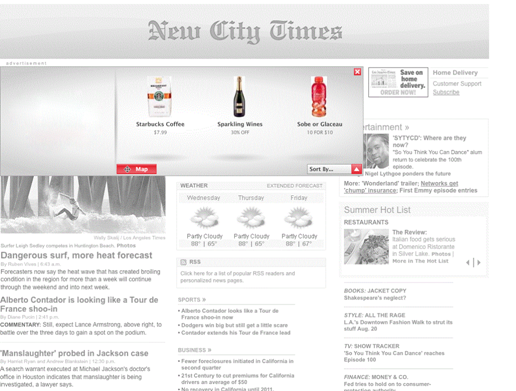 New City Times
advertisement
Save on home delivery.
ORDER NOW!
Home Delivery
Customer Support
Subscribe
Starbucks Coffee
$7.99
Sparkling Wines
30% OFF
Sobe or Glaceau
10 FOR $10
Map
Sort By...
ertainment »
'SYTYCD': Where are they
now?
"So You Think You Can Dance" alum
return to celebrate the 100th
episode.
Nigel Lythgoe ponders the future
More: 'Wonderland' trailer; Networks set
'chump' insurance; First Emmy episode entries
Wally Skalij / Los Angeles Times
Surfer Leigh Sedley competes in Huntington Beach. Photos
Dangerous surf, more heat forecast
By Ruben Vives | 6:41 a.m.
Forecasters now say the heat wave that has created broiling
condition in the region for more than a week will continue
through the weekend and into next week.
Alberto Contador is looking like a Tour de
France shoo-in
By Diane Pucin | 2:41 p.m.
COMMENTARY: Still, expect Lance Armstrong, above right, to
battle over the three days to gain a spot on the podium.
'Manslaughter' probed in Jackson case
By Harriet Ryan and Andrew Blankstein | 12:30 p.m.
A search warrant executed at Michael Jackson's doctor's
office in Houston indicates that manslaughter is being
investigated, a lawyer says.
WEATHER
EXTENDED FORECAST
Wednesday Thursday Friday
Partly Cloudy Partly Cloudy Partly Cloudy
88° | 65° 88° | 65° 88° | 67°
RSS
Click here for a list of popular RSS readers and
personalized news pages.
SPORTS »
• Alberto Contador looks like a Tour de
France shoo-in now
• Dodgers win big but still get a little scare
• Contador extends his Tour de France lead
BUSINESS »
• Fewer foreclosures initiated in California in
second quarter
• 21st Century to cut premiums for California
drivers an average of $50
• No recovery in California until 2011,
Summer Hot List
RESTAURANTS
The Review:
Italian food gets serious
at Domenico Ristorante
in Silver Lake. Photos |
More in The Hot List
BOOKS: JACKET COPY
Shakespeare's neglect?
STYLE: ALL THE RAGE
L.A.'s Downtown Fashion Walk to strut its
stuff Aug. 20
TV: SHOW TRACKER
'So You Think You Can Dance' reaches
Episode 100
FINANCE: MONEY & CO.
Fed tries to hold on to consumer-